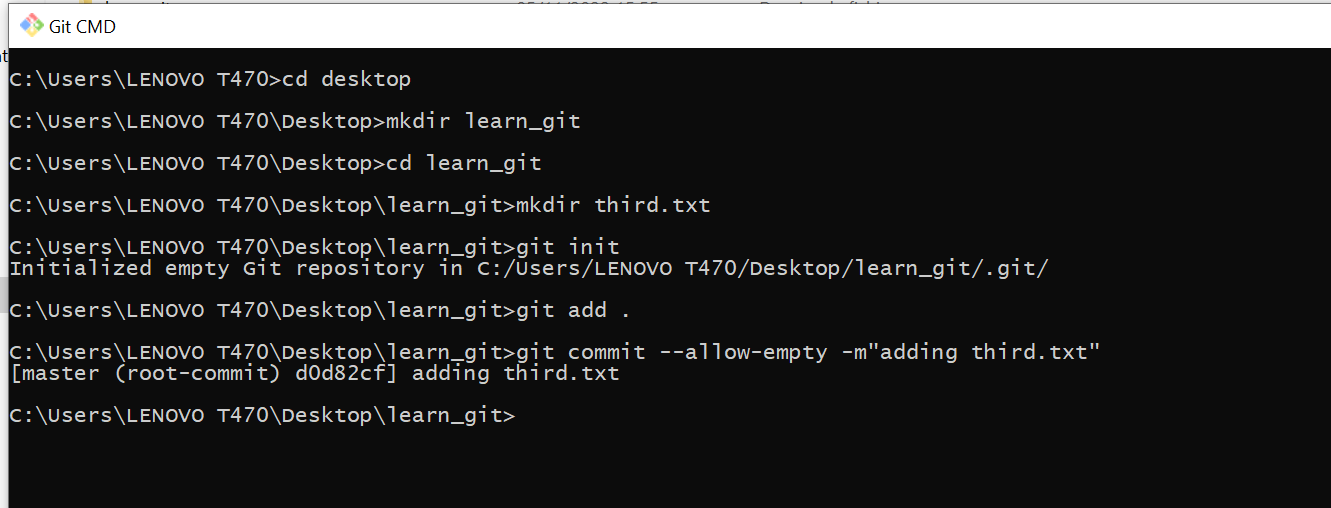 Git CMD
C:\Users\LENOVO T470>cd desktop
C:\Users\LENOVO T470\Desktop>mkdir learn_git
C:\Users\LENOVO T470\Desktop>cd learn_git
C:\Users\LENOVO T470\Desktop\learn_git>mkdir third.txt
C:\Users\LENOVO T470\Desktop\learn_git>git init
Initialized empty Git repository in C:/Users/LENOVO T470/Desktop/learn_git/.git/
C:\Users\LENOVO T470\Desktop\learn_git>git add .
C:\Users\LENOVO T470\Desktop\learn_git>git commit --allow-empty -m"adding third.txt"
[master (root-commit) d0d82cf] adding third.txt
C:\Users\LENOVO T470\Desktop\learn_git>